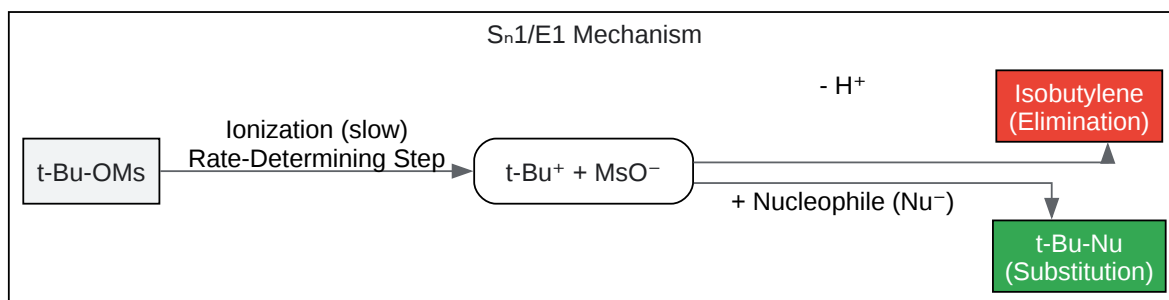 Sₙ1/E1 Mechanism
- H⁺
Isobutylene
(Elimination)
Ionization (slow)
Rate-Determining Step
t-Bu-OMs
t-Bu⁺ + MsO⁻
+ Nucleophile (Nu⁻)
t-Bu-Nu
(Substitution)